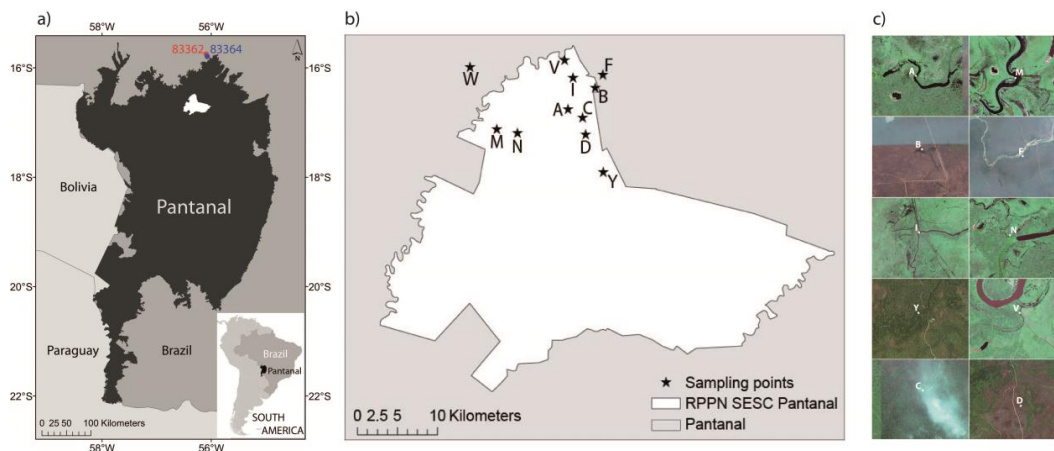 a)
58°W
56°W
83362
83364
N
16°S
16°S
Bolivia
Pantanal
18°S
18°S
20°S
20°S
Paraguay
Brazil
22°S
22°S
0 25 50 100 Kilometers
58°W
56°W
Brazil
Pantanal
SOUTH
AMERICA
b)
V
F
W
I
B
A
C
M
N
D
Y
Sampling points
RPPN SESC Pantanal
Pantanal
0 2.5 5 10 Kilometers
c)
A
M
B
F
I
N
Y
V
C
D